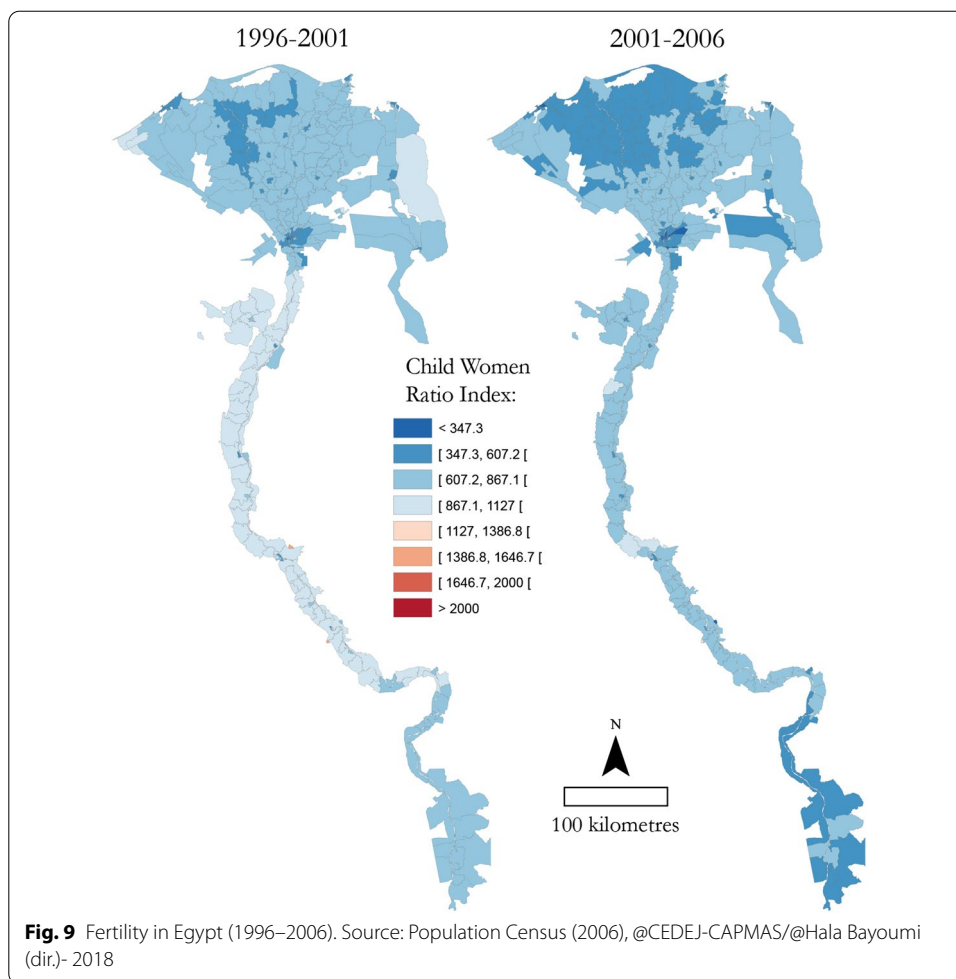 1996-2001
2001-2006
Child Women
Ratio Index:
< 347.3
[ 347.3, 607.2 [
[ 607.2, 867.1 [
[ 867.1, 1127 [
[ 1127, 1386.8 [
[ 1386.8, 1646.7 [
[ 1646.7, 2000 [
> 2000
N
100 kilometres
Fig. 9 Fertility in Egypt (1996–2006). Source: Population Census (2006), @CEDEJ-CAPMAS/@Hala Bayoumi
(dir.)- 2018